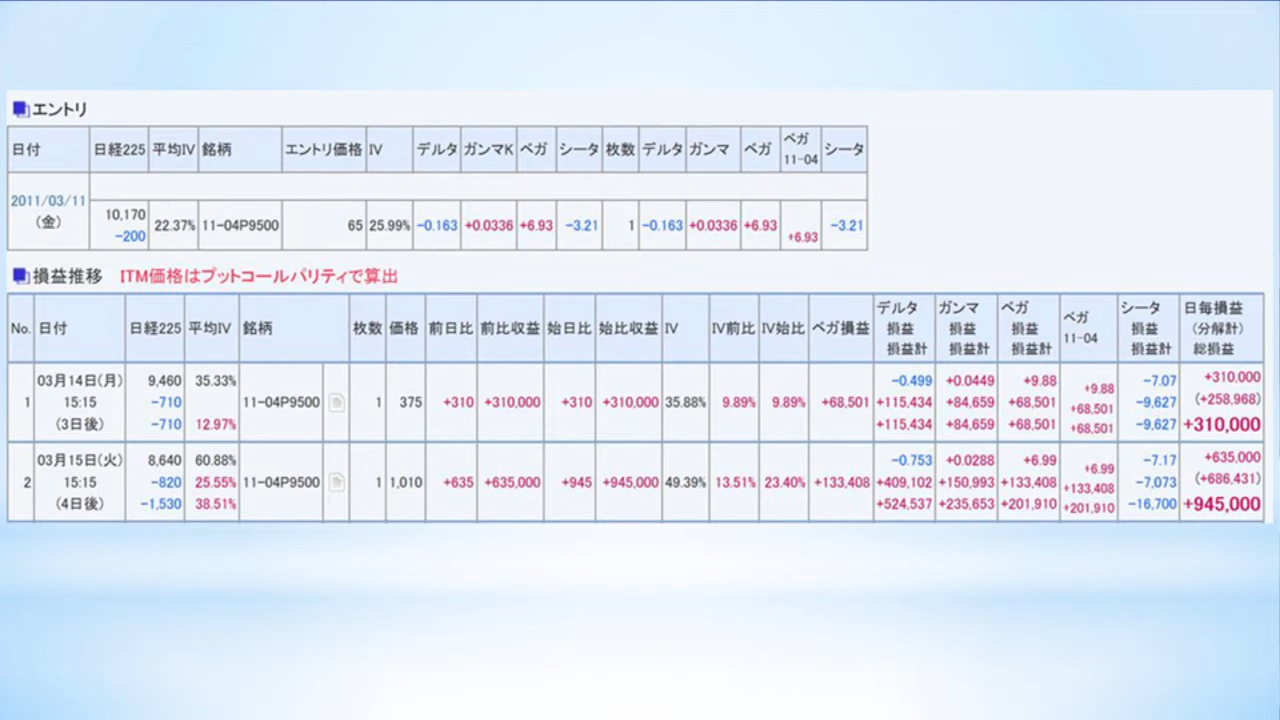 エントリ
日付 日経225 平均IV 銘柄 エントリ価格 IV デルタ ガンマK ベガ シータ 枚数 デルタ ガンマ ベガ ベガ 11-04 シータ
2011/03/11 (金) 10,170 -200 22.37% 11-04P9500 65 25.99% -0.163 +0.0336 +6.93 -3.21 1 -0.163 +0.0336 +6.93 +6.93 -3.21
損益推移 ITM価格はプットコールパリティで算出
No. 日付 日経225 平均IV 銘柄 枚数 価格 前日比 前比収益 始日比 始比収益 IV IV前比 IV始比 ベガ損益 デルタ 損益 損益計 ガンマ 損益 損益計 ベガ 損益 損益計 ベガ 11-04 シータ 損益 損益計 日毎損益 (分解計) 総損益
1 03月14日(月) 15:15 (3日後) 9,460 -710 -710 35.33% 12.97% 11-04P9500 1 375 +310 +310,000 +310 +310,000 35.88% 9.89% 9.89% +68,501 -0.499 +115,434 +115,434 +0.0449 +84,659 +84,659 +9.88 +68,501 +68,501 +9.88 +68,501 +68,501 -7.07 -9,627 -9,627 +310,000 (+258,968) +310,000
2 03月15日(火) 15:15 (4日後) 8,640 -820 -1,530 60.88% 25.55% 38.51% 11-04P9500 1 1,010 +635 +635,000 +945 +945,000 49.39% 13.51% 23.40% +133,408 -0.753 +409,102 +524,537 +0.0288 +150,993 +235,653 +6.99 +133,408 +201,910 +6.99 +133,408 +201,910 -7.17 -7,073 -16,700 +635,000 (+686,431) +945,000